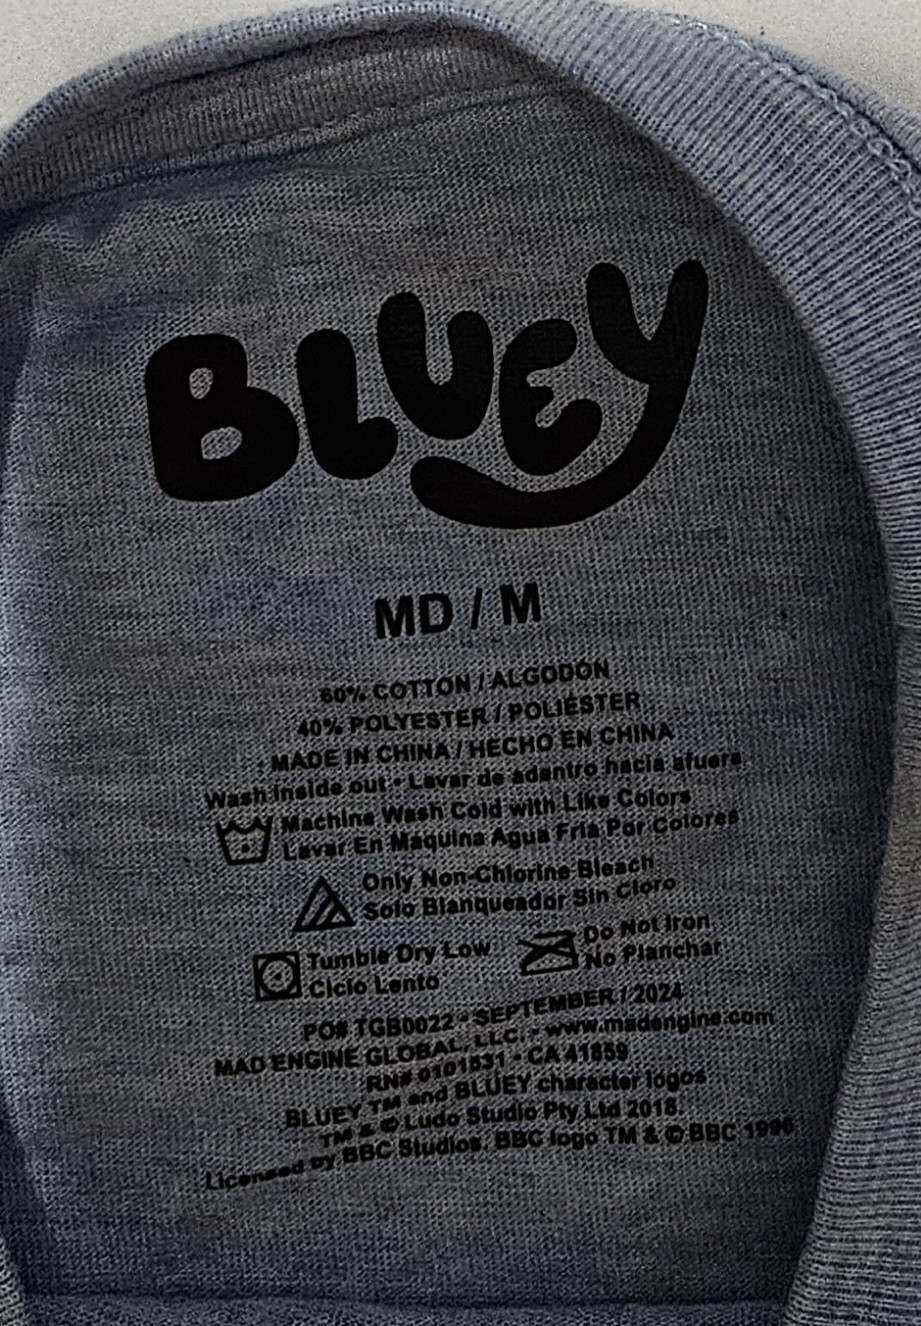 BLUEY
MD / M
60% COTTON / ALGODÓN
40% POLYESTER / POLIÉSTER
MADE IN CHINA / HECHO EN CHINA
Wash inside out • Lavar de adentro hacia afuera
Machine Wash Cold with Like Colors
Lavar En Maquina Agua Fria Por Colores
Only Non-Chlorine Bleach
Solo Blanqueador Sin Cloro
Tumble Dry Low
Ciclo Lento
Do Not Iron
No Planchar
PO# TGB0022 • SEPTEMBER / 2024
MAD ENGINE GLOBAL, LLC. • www.madengine.com
RN# 0101531 • CA 41859
BLUEY TM and BLUEY character logos
TM & © Ludo Studio Pty Ltd 2018.
Licensed by BBC Studios. BBC logo TM & © BBC 1996